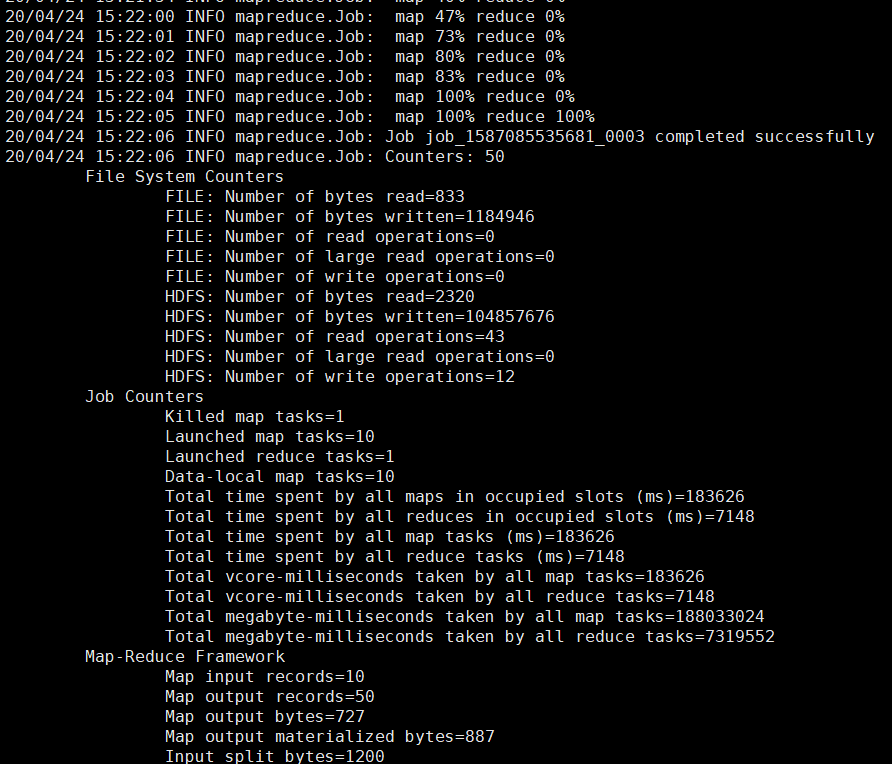 20/04/24 15:21:54 INFO mapreduce.Job:  map 43% reduce 0%
20/04/24 15:22:00 INFO mapreduce.Job:  map 47% reduce 0%
20/04/24 15:22:01 INFO mapreduce.Job:  map 73% reduce 0%
20/04/24 15:22:02 INFO mapreduce.Job:  map 80% reduce 0%
20/04/24 15:22:03 INFO mapreduce.Job:  map 83% reduce 0%
20/04/24 15:22:04 INFO mapreduce.Job:  map 100% reduce 0%
20/04/24 15:22:05 INFO mapreduce.Job:  map 100% reduce 100%
20/04/24 15:22:06 INFO mapreduce.Job: Job job_1587085535681_0003 completed successfully
20/04/24 15:22:06 INFO mapreduce.Job: Counters: 50
File System Counters
FILE: Number of bytes read=833
FILE: Number of bytes written=1184946
FILE: Number of read operations=0
FILE: Number of large read operations=0
FILE: Number of write operations=0
HDFS: Number of bytes read=2320
HDFS: Number of bytes written=104857676
HDFS: Number of read operations=43
HDFS: Number of large read operations=0
HDFS: Number of write operations=12
Job Counters
Killed map tasks=1
Launched map tasks=10
Launched reduce tasks=1
Data-local map tasks=10
Total time spent by all maps in occupied slots (ms)=183626
Total time spent by all reduces in occupied slots (ms)=7148
Total time spent by all map tasks (ms)=183626
Total time spent by all reduce tasks (ms)=7148
Total vcore-milliseconds taken by all map tasks=183626
Total vcore-milliseconds taken by all reduce tasks=7148
Total megabyte-milliseconds taken by all map tasks=188033024
Total megabyte-milliseconds taken by all reduce tasks=7319552
Map-Reduce Framework
Map input records=10
Map output records=50
Map output bytes=727
Map output materialized bytes=887
Input split bytes=1200